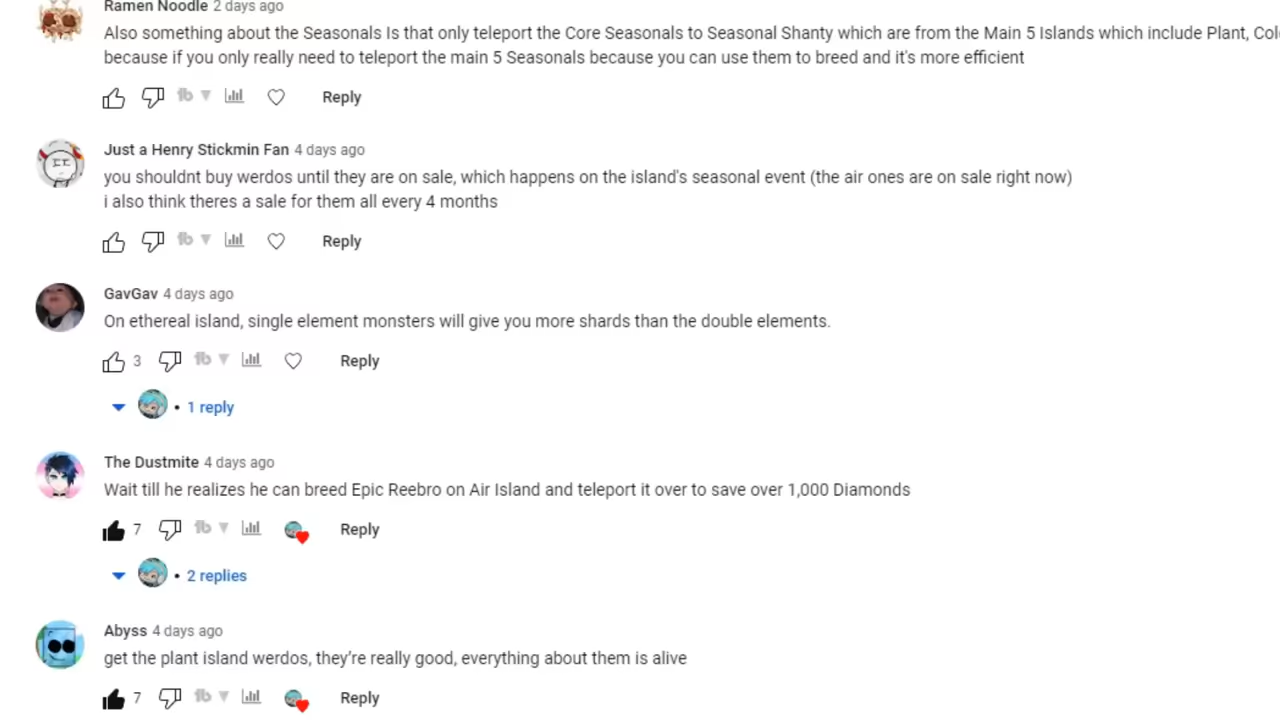 Ramen Noodle 2 days ago
Also something about the Seasonals Is that only teleport the Core Seasonals to Seasonal Shanty which are from the Main 5 Islands which include Plant,
because if you only really need to teleport the main 5 Seasonals because you can use them to breed and it's more efficient
Reply
Just a Henry Stickmin Fan 4 days ago
you shouldnt buy werdos until they are on sale, which happens on the island's seasonal event (the air ones are on sale right now)
i also think theres a sale for them all every 4 months
Reply
GavGav 4 days ago
On ethereal island, single element monsters will give you more shards than the double elements.
3 Reply
• 1 reply
The Dustmite 4 days ago
Wait till he realizes he can breed Epic Reebro on Air Island and teleport it over to save over 1,000 Diamonds
7 Reply
• 2 replies
Abyss 4 days ago
get the plant island werdos, they're really good, everything about them is alive
7 Reply